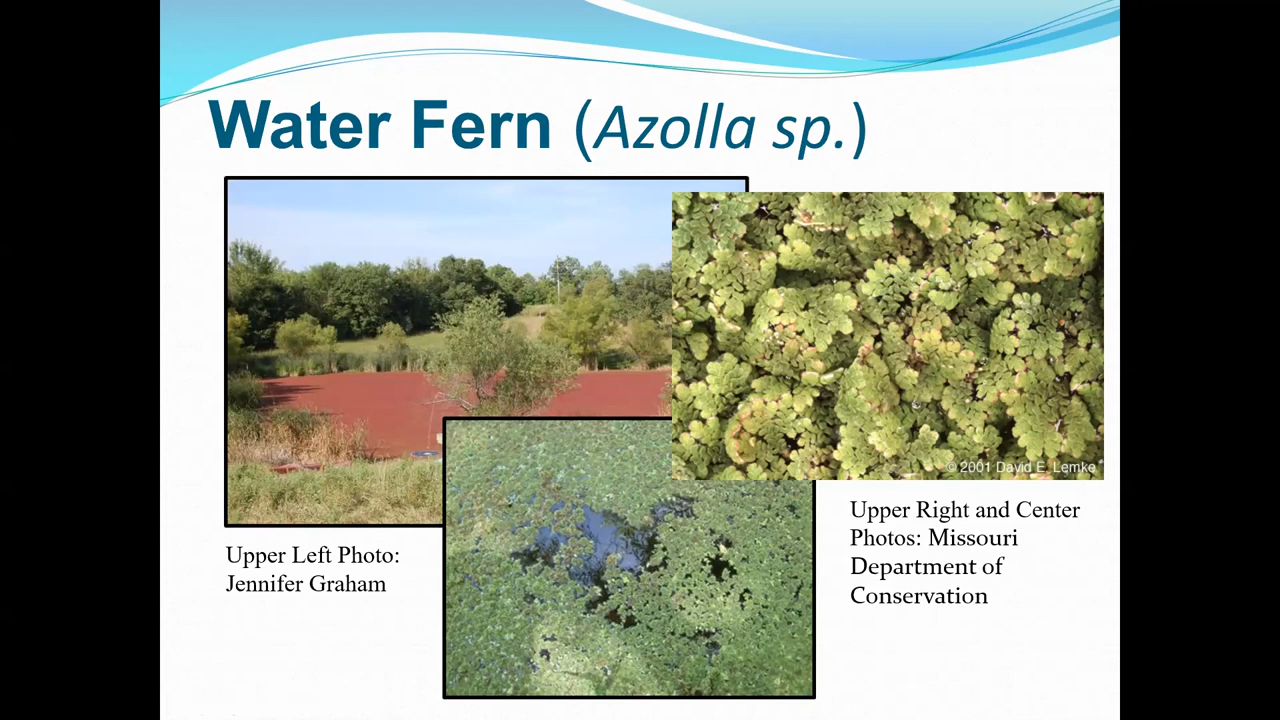 Water Fern (Azolla sp.)
© 2001 David E. Lemke
Upper Left Photo:
Jennifer Graham
Upper Right and Center
Photos: Missouri
Department of
Conservation